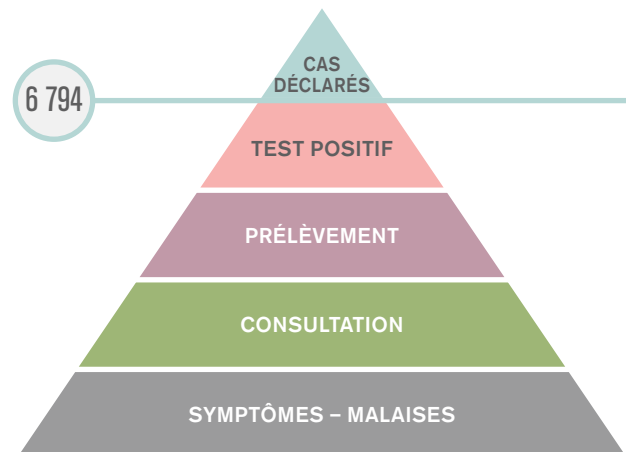 CAS
DÉCLARÉS
6 794
TEST POSITIF
PRÉLÈVEMENT
CONSULTATION
SYMPTÔMES – MALAISES